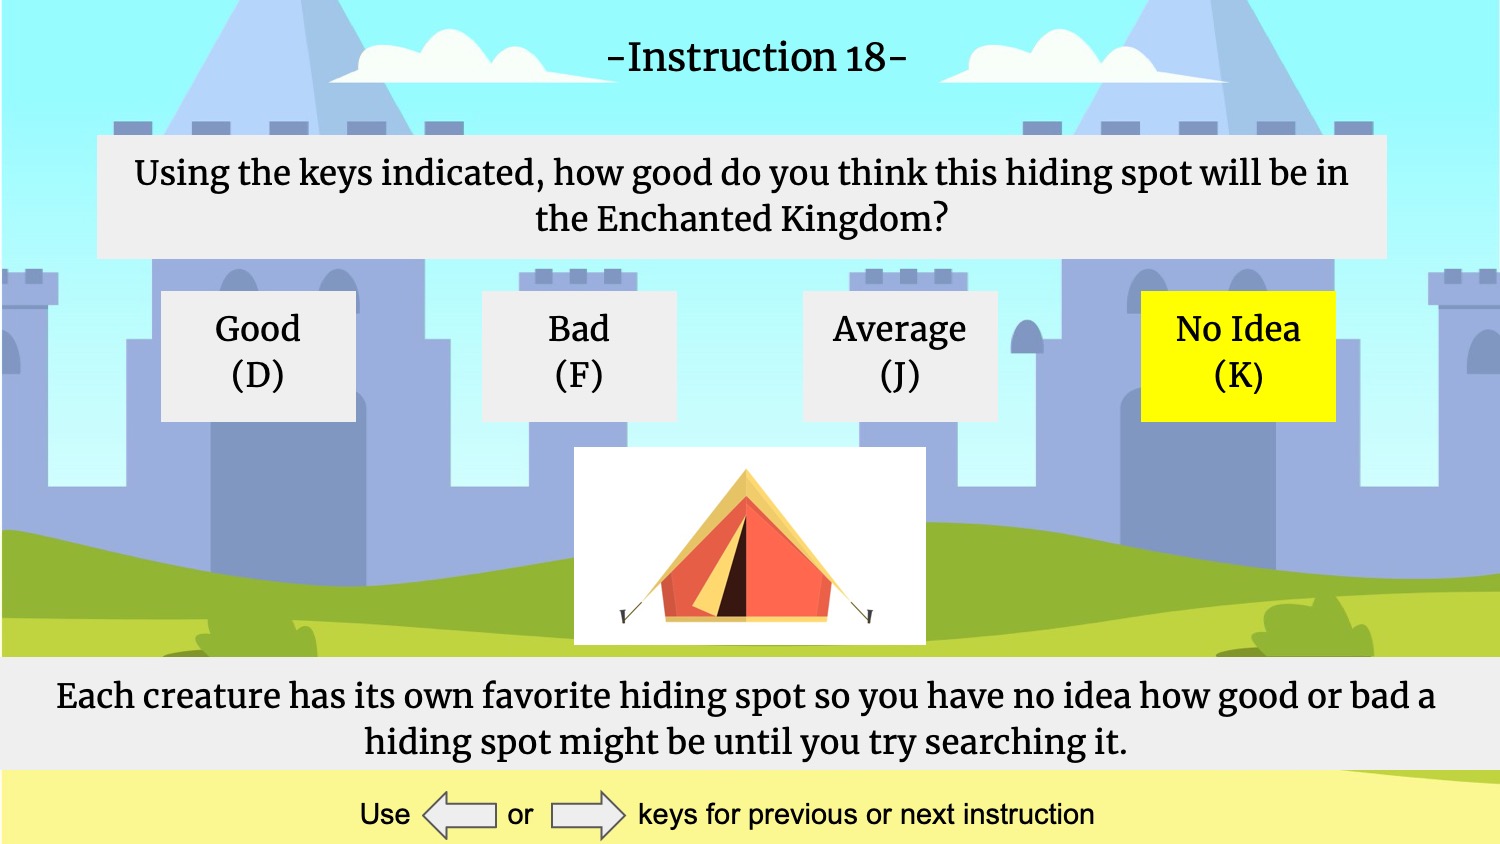 -Instruction 18-
Using the keys indicated, how good do you think this hiding spot will be in
the Enchanted Kingdom?
Good
(D)
Bad
(F)
Average
(J)
No Idea
(K)
Each creature has its own favorite hiding spot so you have no idea how good or bad a
hiding spot might be until you try searching it.
Use or keys for previous or next instruction